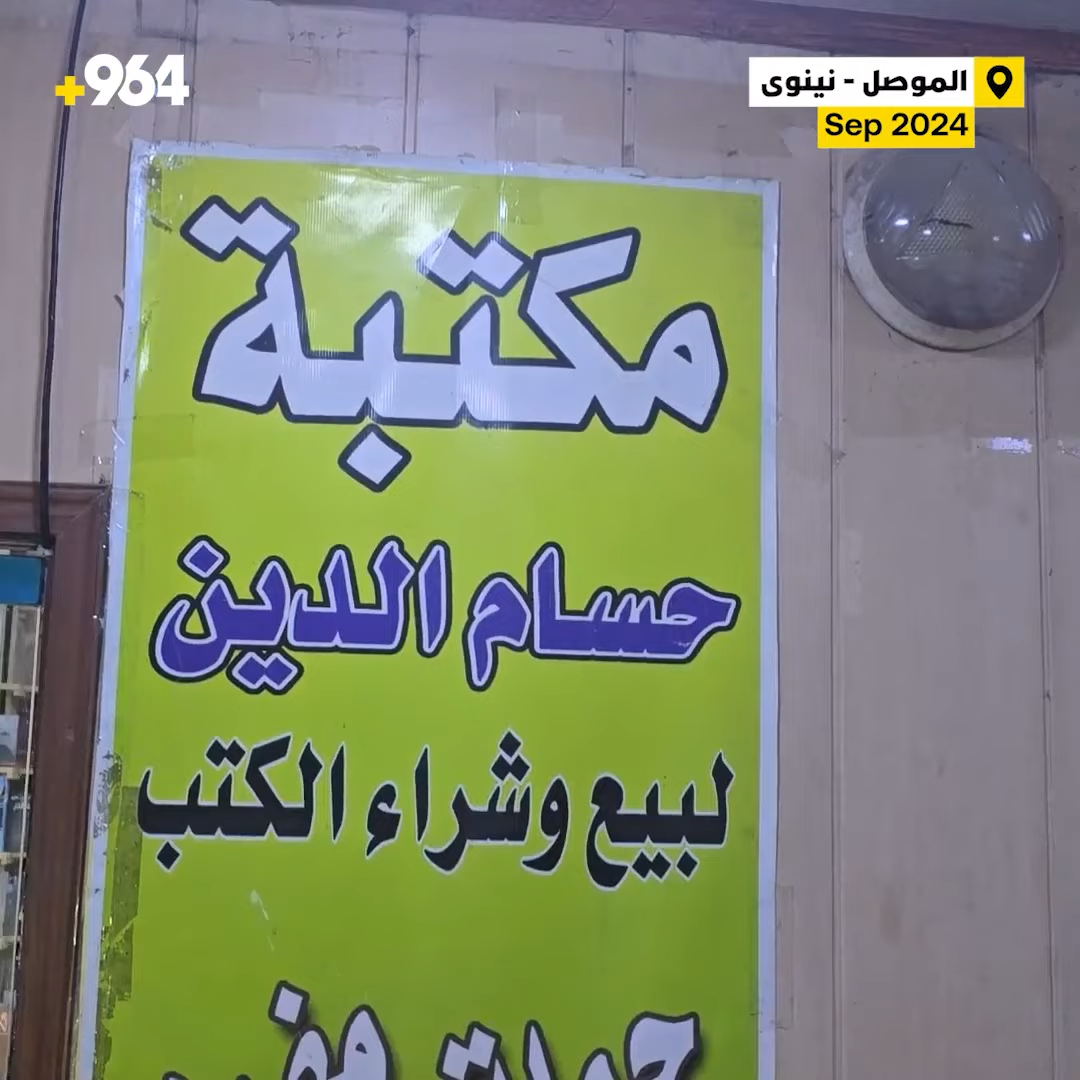 +964
الموصل - نينوى
Sep 2024
مكتبة
حسام الدين
لبيع وشراء الكتب